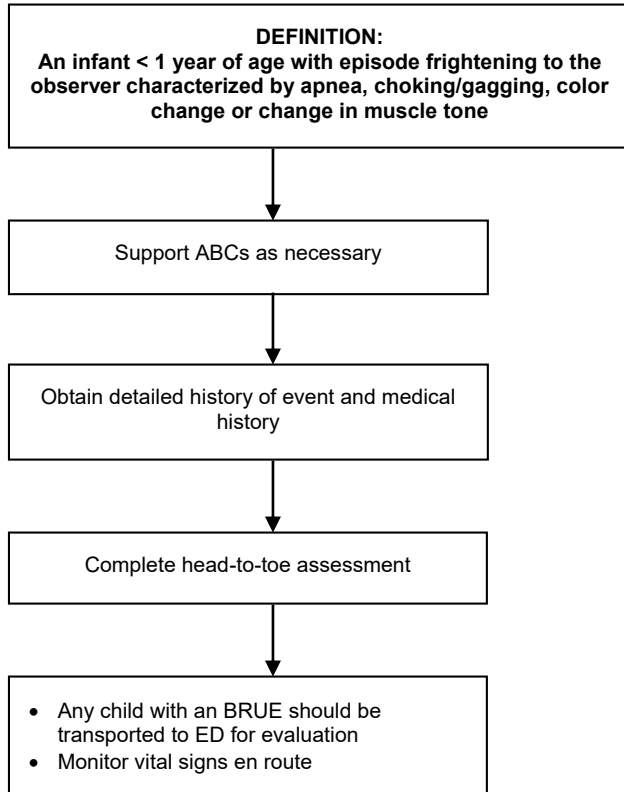 DEFINITION:
An infant < 1 year of age with episode frightening to the
observer characterized by apnea, choking/gagging, color
change or change in muscle tone
Support ABCs as necessary
Obtain detailed history of event and medical
history
Complete head-to-toe assessment
• Any child with an BRUE should be
transported to ED for evaluation
• Monitor vital signs en route